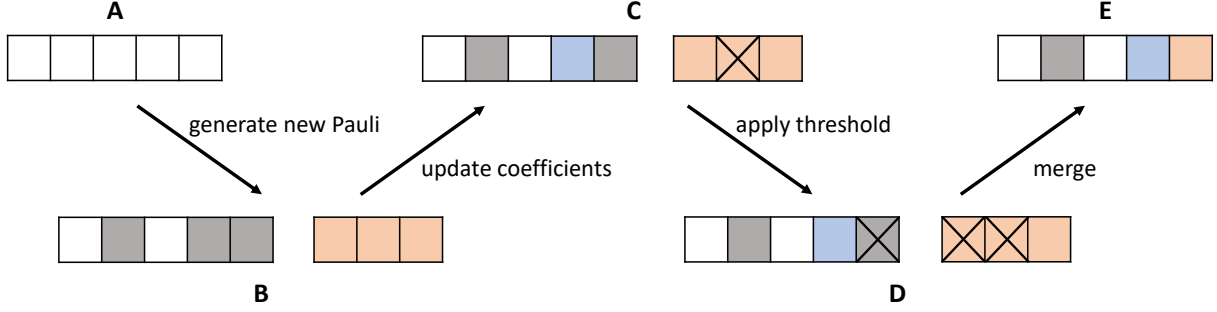 A
C
E
generate new Pauli
apply threshold
update coefficients
merge
B
D